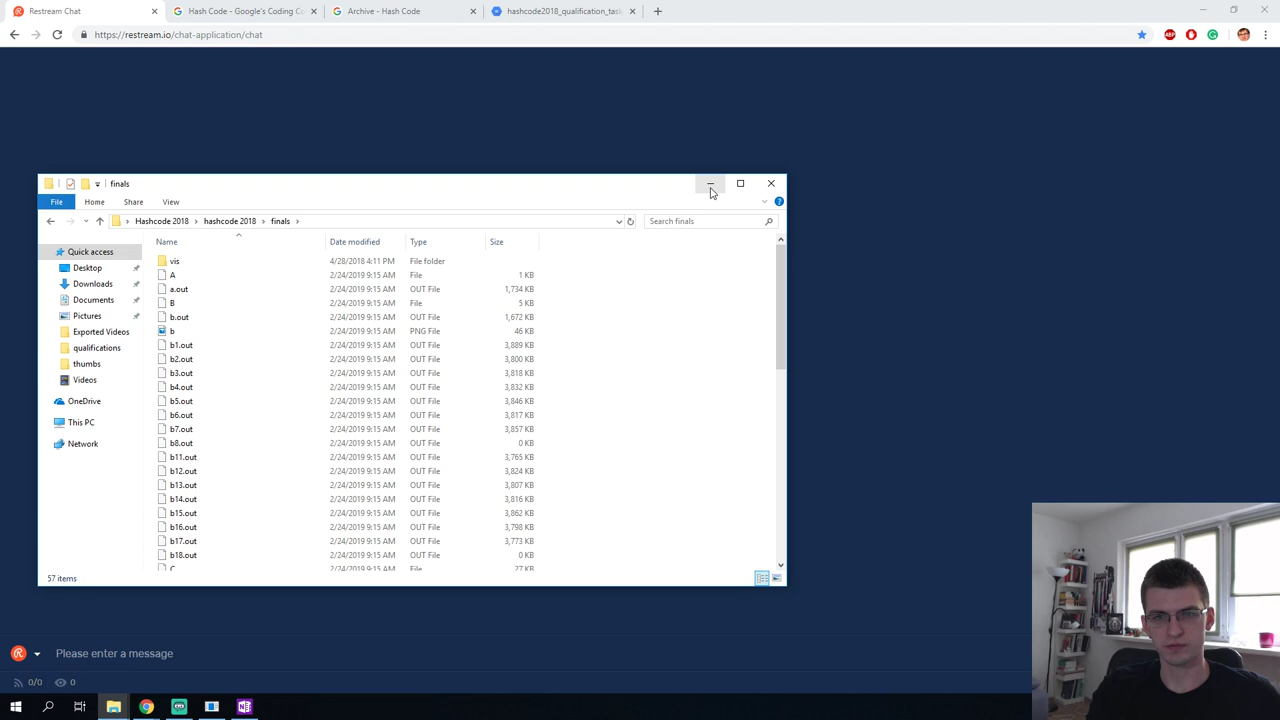 Restream Chat
Hash Code - Google's Coding Co
Archive - Hash Code
hashcode2018_qualification_task
https://restream.io/chat-application/chat
ABP
finals
File Home Share View
Hashcode 2018 > hashcode 2018 > finals >
Search finals
Name Date modified Type Size
Quick access
Desktop
Downloads
Documents
Pictures
Exported Videos
qualifications
thumbs
Videos
OneDrive
This PC
Network
vis 4/28/2018 4:11 PM File folder
A 2/24/2019 9:15 AM File 1 KB
a.out 2/24/2019 9:15 AM OUT File 1,734 KB
B 2/24/2019 9:15 AM File 5 KB
b.out 2/24/2019 9:15 AM OUT File 1,672 KB
b 2/24/2019 9:15 AM PNG File 46 KB
b1.out 2/24/2019 9:15 AM OUT File 3,889 KB
b2.out 2/24/2019 9:15 AM OUT File 3,800 KB
b3.out 2/24/2019 9:15 AM OUT File 3,818 KB
b4.out 2/24/2019 9:15 AM OUT File 3,832 KB
b5.out 2/24/2019 9:15 AM OUT File 3,846 KB
b6.out 2/24/2019 9:15 AM OUT File 3,817 KB
b7.out 2/24/2019 9:15 AM OUT File 3,857 KB
b8.out 2/24/2019 9:15 AM OUT File 0 KB
b11.out 2/24/2019 9:15 AM OUT File 3,765 KB
b12.out 2/24/2019 9:15 AM OUT File 3,824 KB
b13.out 2/24/2019 9:15 AM OUT File 3,807 KB
b14.out 2/24/2019 9:15 AM OUT File 3,816 KB
b15.out 2/24/2019 9:15 AM OUT File 3,862 KB
b16.out 2/24/2019 9:15 AM OUT File 3,798 KB
b17.out 2/24/2019 9:15 AM OUT File 3,773 KB
b18.out 2/24/2019 9:15 AM OUT File 0 KB
C 2/24/2019 9:15 AM File 27 KB
57 items
Please enter a message
0/0 0